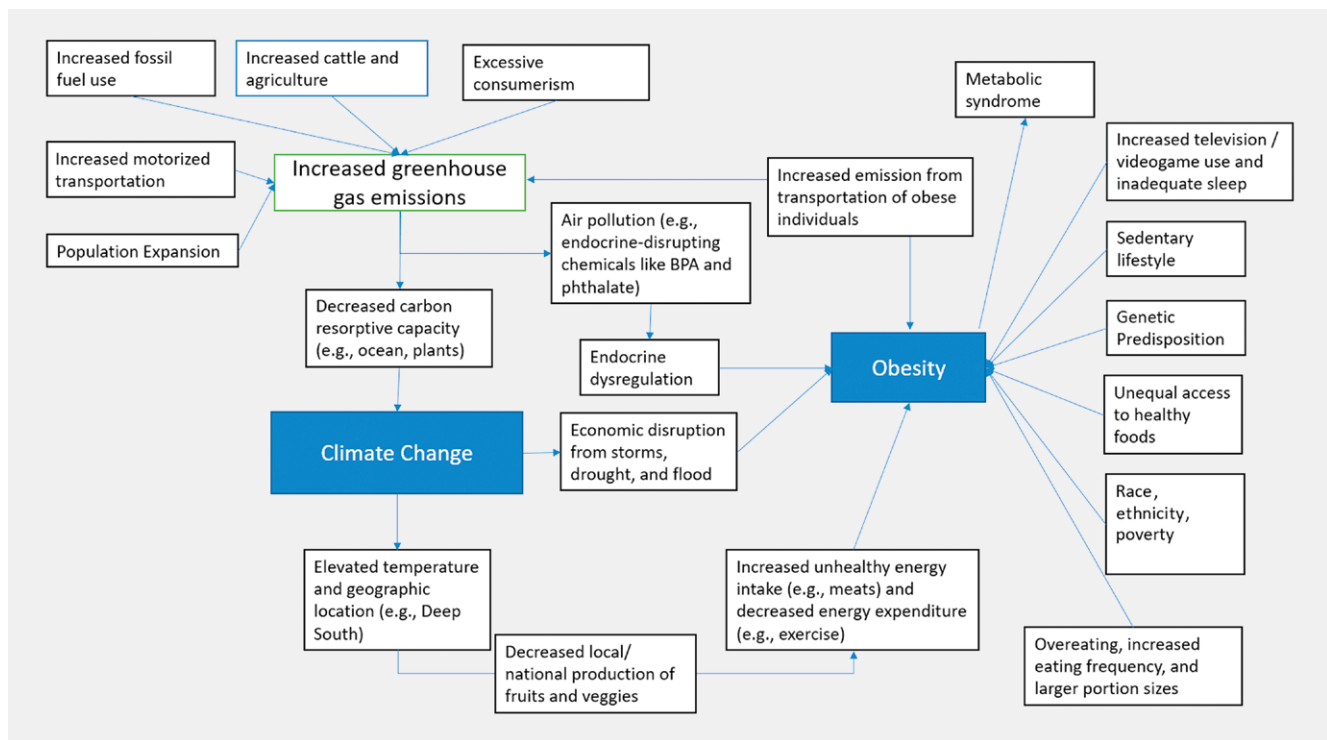 Increased fossil
fuel use
Increased cattle and
agriculture
Excessive
consumerism
Metabolic
syndrome
Increased motorized
transportation
Increased greenhouse
gas emissions
Increased emission from
transportation of obese
individuals
Increased television /
videogame use and
inadequate sleep
Population Expansion
Air pollution (e.g.,
endocrine-disrupting
chemicals like BPA and
phthalate)
Sedentary
lifestyle
Decreased carbon
resorptive capacity
(e.g., ocean, plants)
Endocrine
dysregulation
Obesity
Genetic
Predisposition
Unequal access
to healthy
foods
Climate Change
Economic disruption
from storms,
drought, and flood
Race,
ethnicity,
poverty
Elevated temperature
and geographic
location (e.g., Deep
South)
Decreased local/
national production of
fruits and veggies
Increased unhealthy energy
intake (e.g., meats) and
decreased energy expenditure
(e.g., exercise)
Overeating, increased
eating frequency, and
larger portion sizes